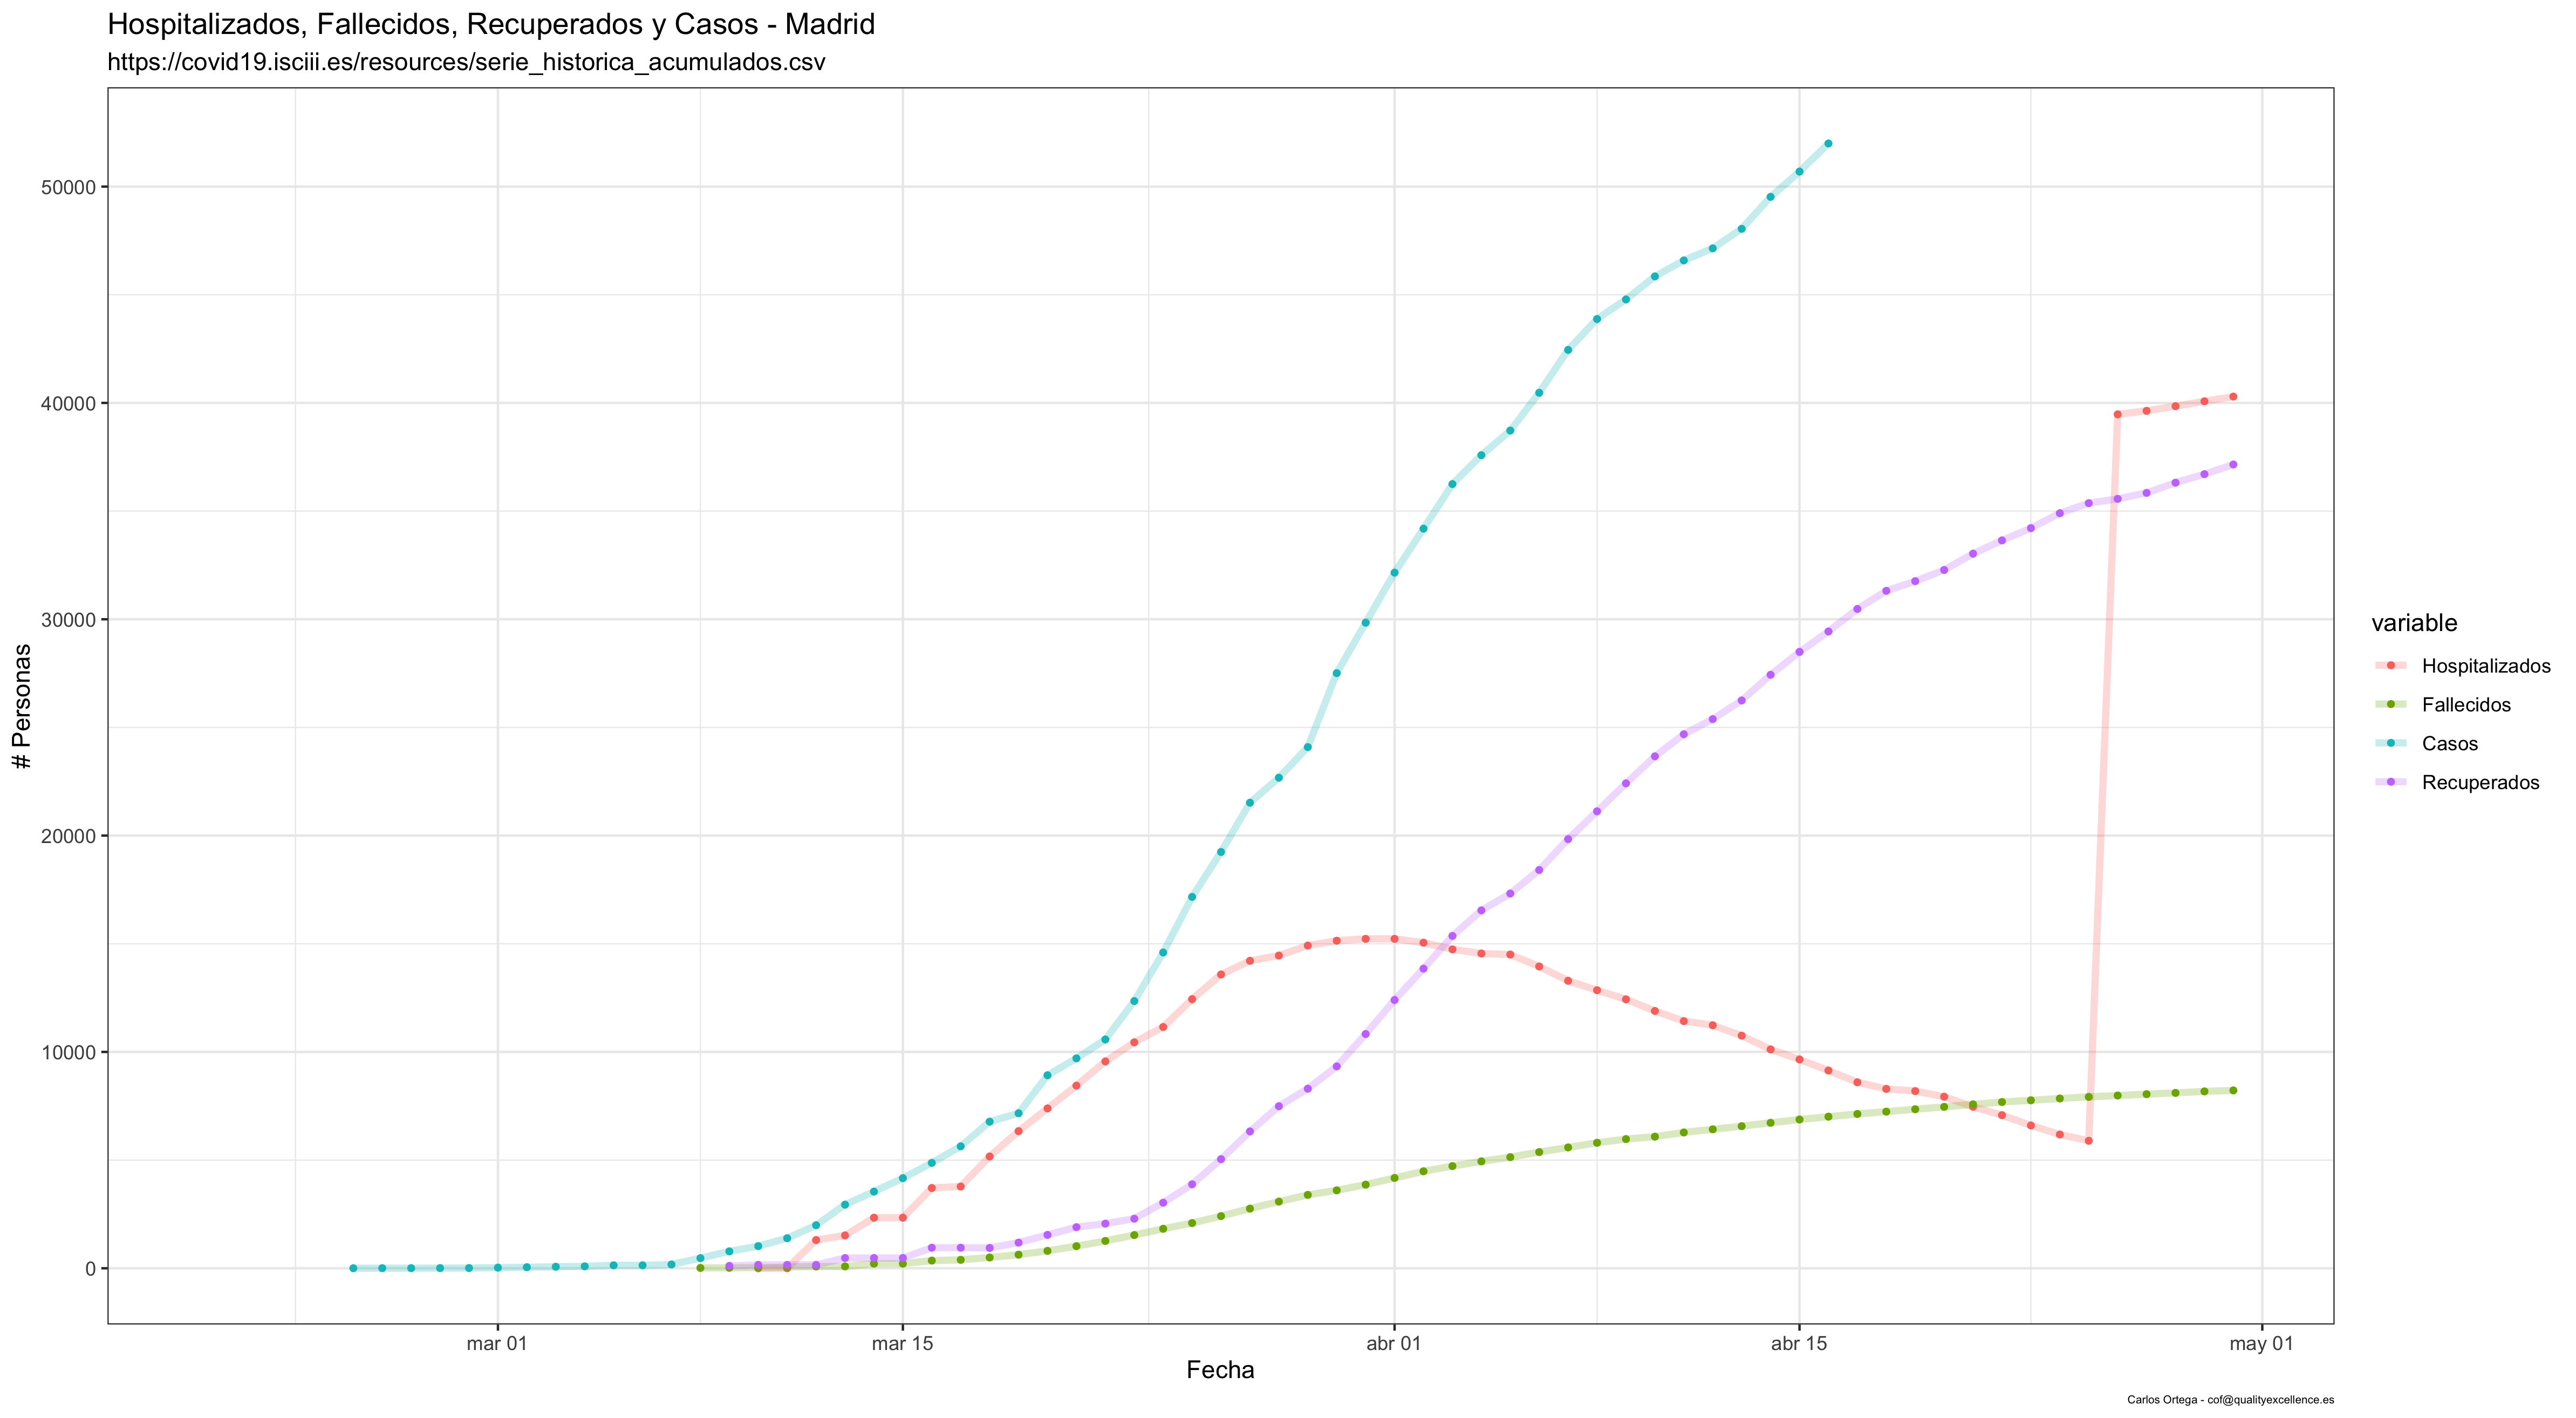 Hospitalizados, Fallecidos, Recuperados y Casos - Madrid
https://covid19.isciii.es/resources/serie_historica_acumulados.csv
# Personas
50000
40000
30000
20000
10000
0
mar 01
mar 15
abr 01
abr 15
may 01
Fecha
variable
Hospitalizados
Fallecidos
Casos
Recuperados
Carlos Ortega - cof@qualityexcellence.es